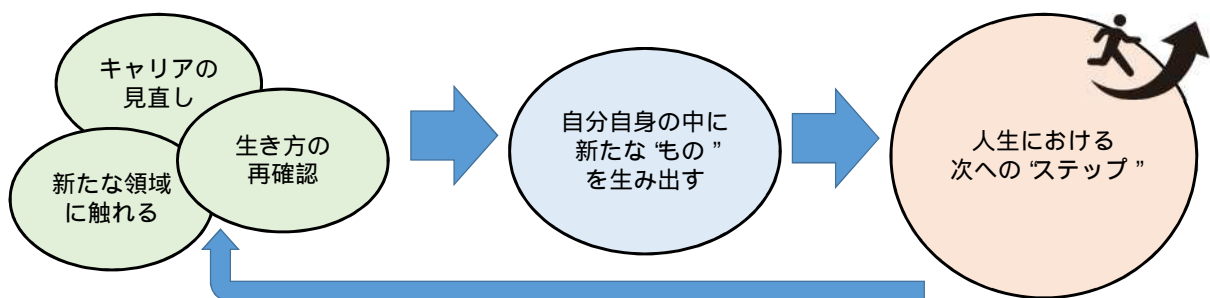 キャリアの
見直し
生き方の
再確認
新たな領域
に触れる
自分自身の中に
新たな “もの ”
を生み出す
人生における
次への “ステップ ”